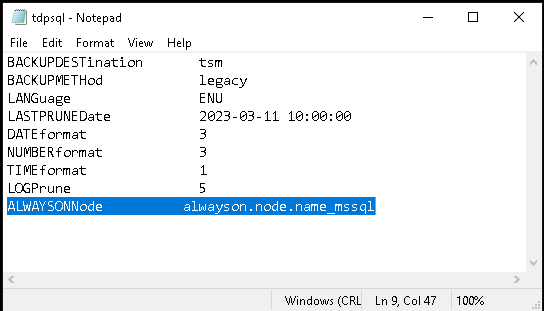 tdpsql - Notepad
File Edit Format View Help
BACKUPDESTination tsm
BACKUPMETHod legacy
LANGuage ENU
LASTPRUNEDate 2023-03-11 10:00:00
DATEformat 3
NUMBERformat 3
TIMEformat 1
LOGPrune 5
ALWAYSONNode alwayson.node.name_mssql
Windows (CRL Ln 9, Col 47 100%